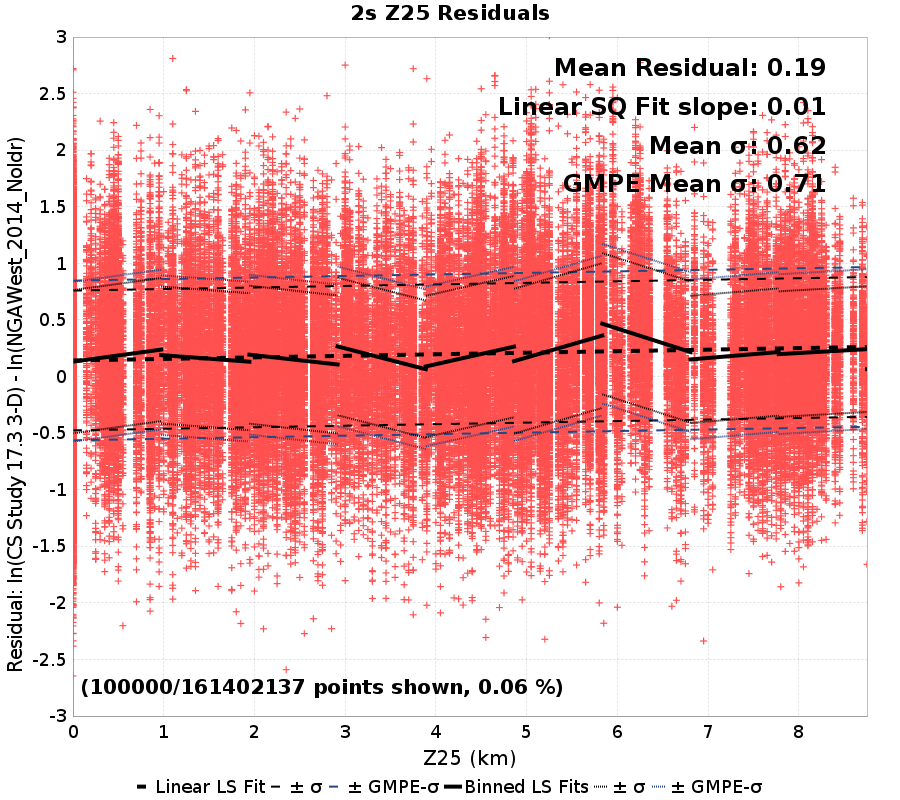 2s Z25 Residuals
Mean Residual: 0.19
Linear SQ Fit slope: 0.01
Mean σ: 0.62
GMPE Mean σ: 0.71
Residual: ln(CS Study 17.3 3-D) - ln(NGAWest_2014_NoIdr)
3
2.5
2
1.5
1
0.5
0
-0.5
-1
-1.5
-2
-2.5
-3
(100000/161402137 points shown, 0.06 %)
0 1 2 3 4 5 6 7 8
Z25 (km)
Linear LS Fit ± σ ± GMPE-σ Binned LS Fits ± σ ± GMPE-σ